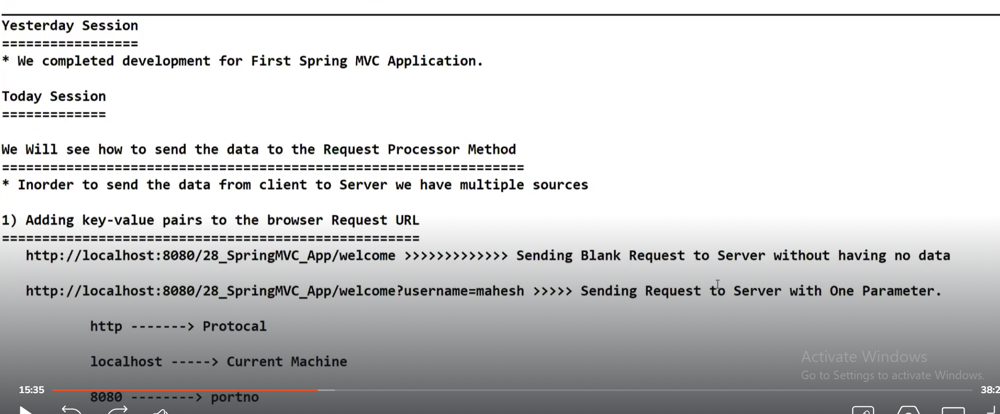 Yesterday Session
=================
* We completed development for First Spring MVC Application.
Today Session
=============
We Will see how to send the data to the Request Processor Method
=================================================================
* Inorder to send the data from client to Server we have multiple sources
1) Adding key-value pairs to the browser Request URL
====================================================
http://localhost:8080/28_SpringMVC_App/welcome >>>>>>>>>>>>> Sending Blank Request to Server without having no data
http://localhost:8080/28_SpringMVC_App/welcome?username=mahesh >>>>> Sending Request to Server with One Parameter.
http -------> Protocal
localhost -----> Current Machine
Activate Windows
Go to Settings to activate Windows.
15:35
8080 --------> portno